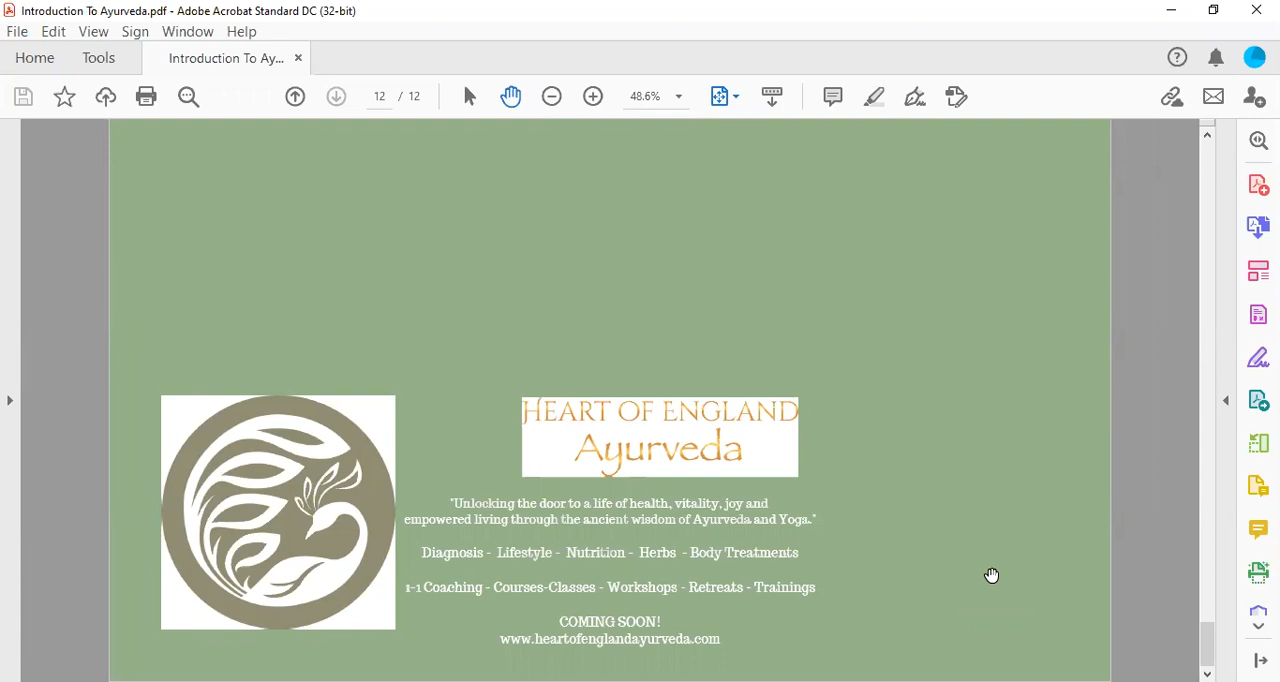 Introduction To Ayurveda.pdf - Adobe Acrobat Standard DC (32-bit)
File Edit View Sign Window Help
Home Tools Introduction To Ay... ×
12 / 12 48.6%
HEART OF ENGLAND
Ayurveda
"Unlocking the door to a life of health, vitality, joy and
empowered living through the ancient wisdom of Ayurveda and Yoga."
Diagnosis - Lifestyle - Nutrition - Herbs - Body Treatments
1-1 Coaching - Courses-Classes - Workshops - Retreats - Trainings
COMING SOON!
www.heartofenglandayurveda.com